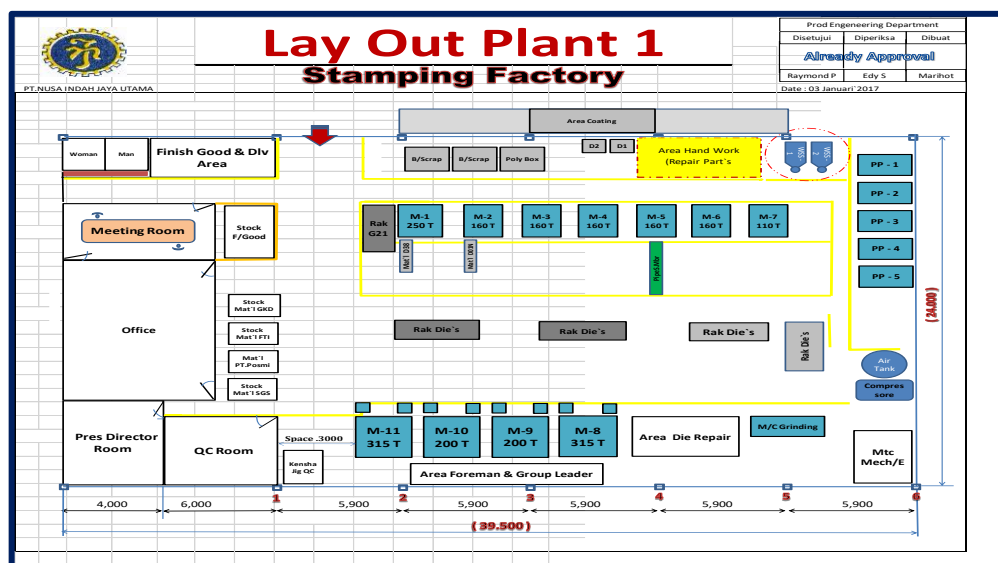 Lay Out Plant 1
Stamping Factory
Prod Engeneering Department
Disetujui Diperiksa Dibuat
Already Approval
Raymond P Edy S Marihot
PT.NUSA INDAH JAYA UTAMA
Date : 03 Januari`2017
Area Coating
Woman
Man
Finish Good & Dlv
Area
B/Scrap
B/Scrap
Poly Box
D2
D1
Area Hand Work
(Repair Part`s
WSS-
1
WSS-
2
PP - 1
PP - 2
PP - 3
PP - 4
PP - 5
Meeting Room
Stock
F/Good
Rak
G21
M-1
250 T
M-2
160 T
M-3
160 T
M-4
160 T
M-5
160 T
M-6
160 T
M-7
110 T
(24.000)
Office
Stock
Mat`l GKD
Stock
Mat`l FTI
Mat`l
PT.Posmi
Stock
Mat`l SGS
Rak Die`s
Rak Die`s
Rak Die`s
Rak Die`s
Air
Tank
Compres
sore
Pres Director
Room
QC Room
Space .3000
Kensha
Jig QC
M-11
315 T
M-10
200 T
M-9
200 T
M-8
315 T
Area Die Repair
M/C Grinding
Mtc
Mech/E
Area Foreman & Group Leader
1 2 3 4 5 6
4,000 6,000 5,900 5,900 5,900 5,900 5,900
(39.500)